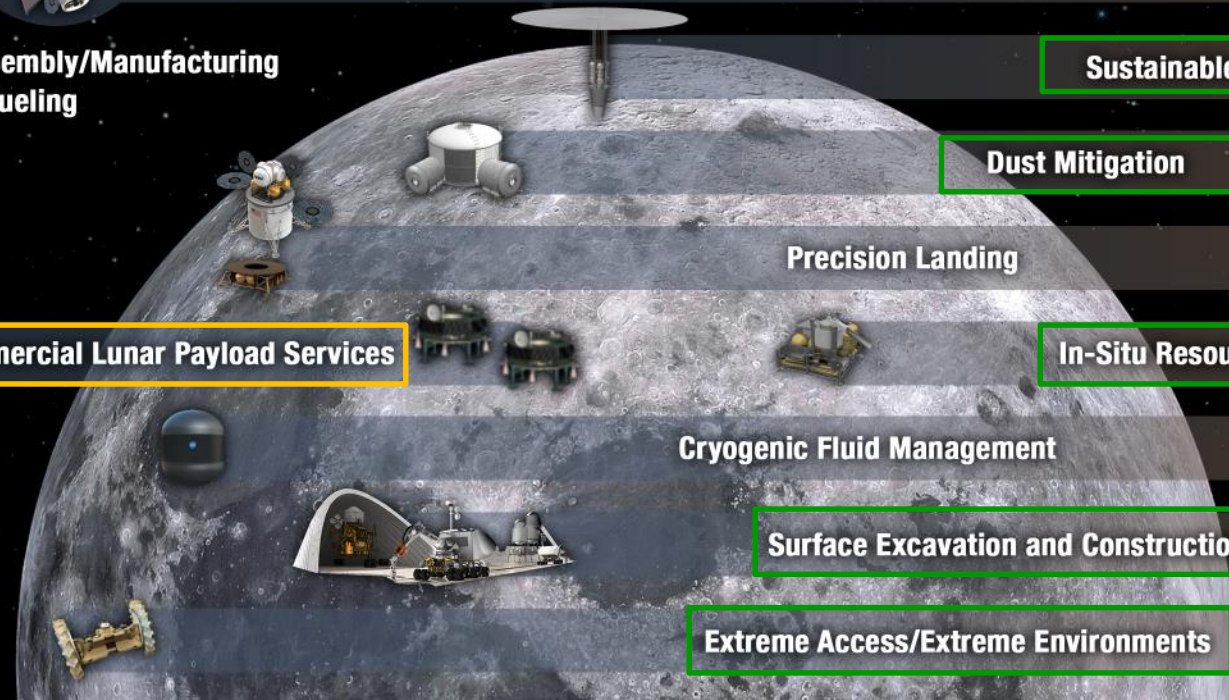 embly/Manufacturing
ueling
Sustainable
Dust Mitigation
Precision Landing
mercial Lunar Payload Services
In-Situ Resou
Cryogenic Fluid Management
Surface Excavation and Constructio
Extreme Access/Extreme Environments